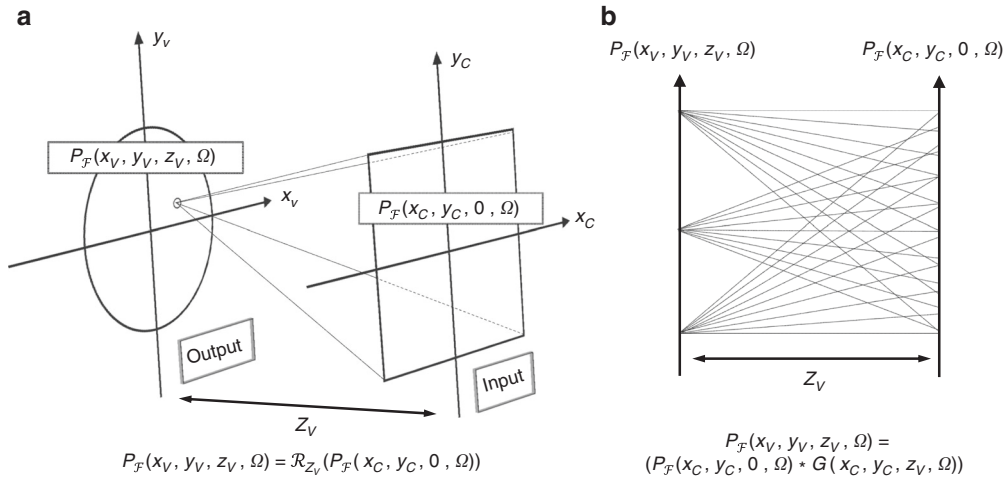 a
y_v
y_C
P_ℱ(x_V, y_V, z_V, Ω)
x_v
P_ℱ(x_C, y_C, 0, Ω)
x_C
Output
Input
Z_V
P_ℱ(x_V, y_V, z_V, Ω) = ℛ_{Z_V}(P_ℱ(x_C, y_C, 0, Ω))
b
P_ℱ(x_V, y_V, z_V, Ω)
P_ℱ(x_C, y_C, 0, Ω)
Z_V
P_ℱ(x_V, y_V, z_V, Ω) =
(P_ℱ(x_C, y_C, 0, Ω) * G(x_C, y_C, z_V, Ω))